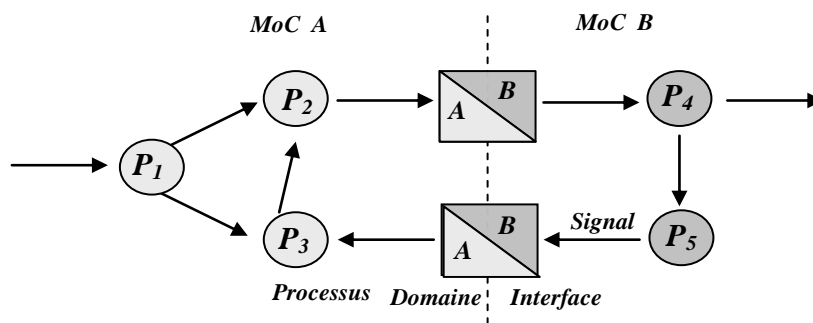 MoC A MoC B
P2 A B P4
P1
P3 A B Signal P5
Processus Domaine Interface